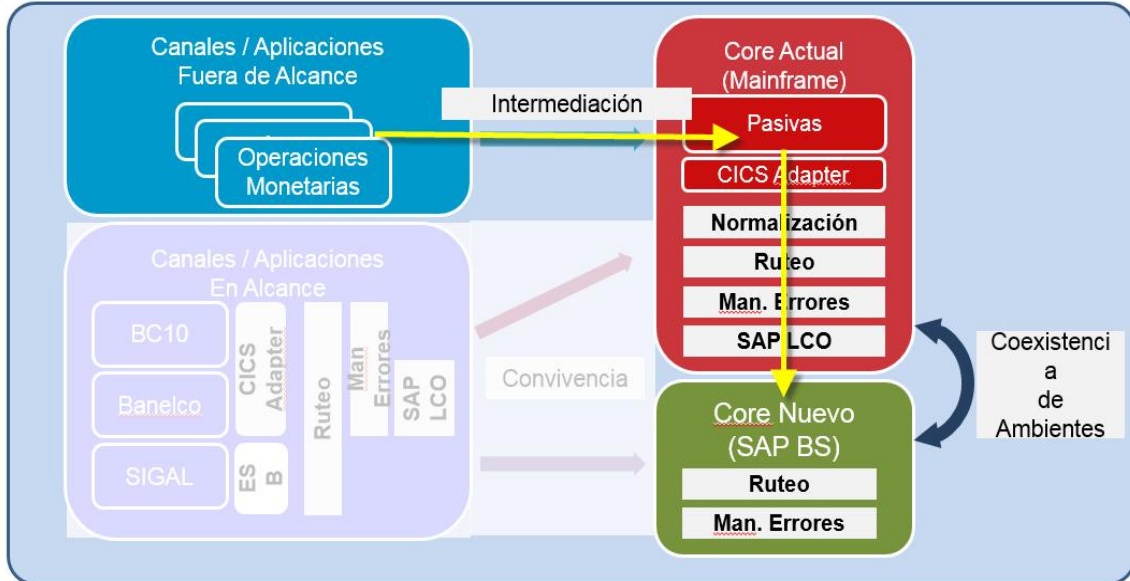 Canales / Aplicaciones
Fuera de Alcance
Operaciones
Monetarias
Intermediación
Core Actual
(Mainframe)
Pasivas
CICS Adapter
Normalización
Ruteo
Man. Errores
SAP LCO
Canales / Aplicaciones
En Alcance
BC10
Banelco
SIGAL
CICS
Adapter
ES
B
Ruteo
Man
Errores
SAP
LCO
Convivencia
Core Nuevo
(SAP BS)
Ruteo
Man. Errores
Coexistenci
a
de
Ambientes